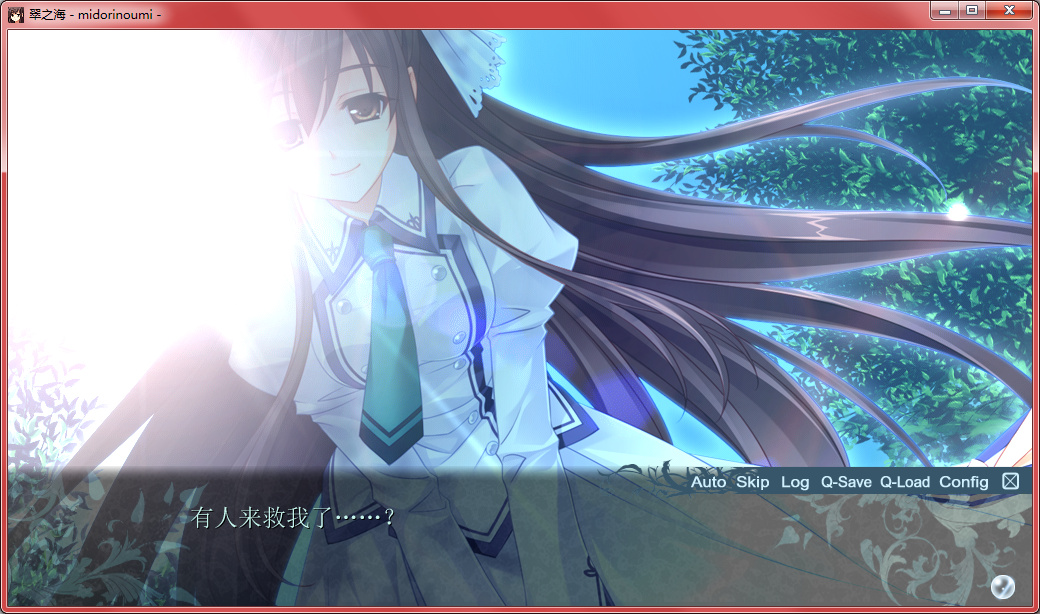 翠之海 - midorinoumi -
Auto Skip Log Q-Save Q-Load Config
有人来救我了……？